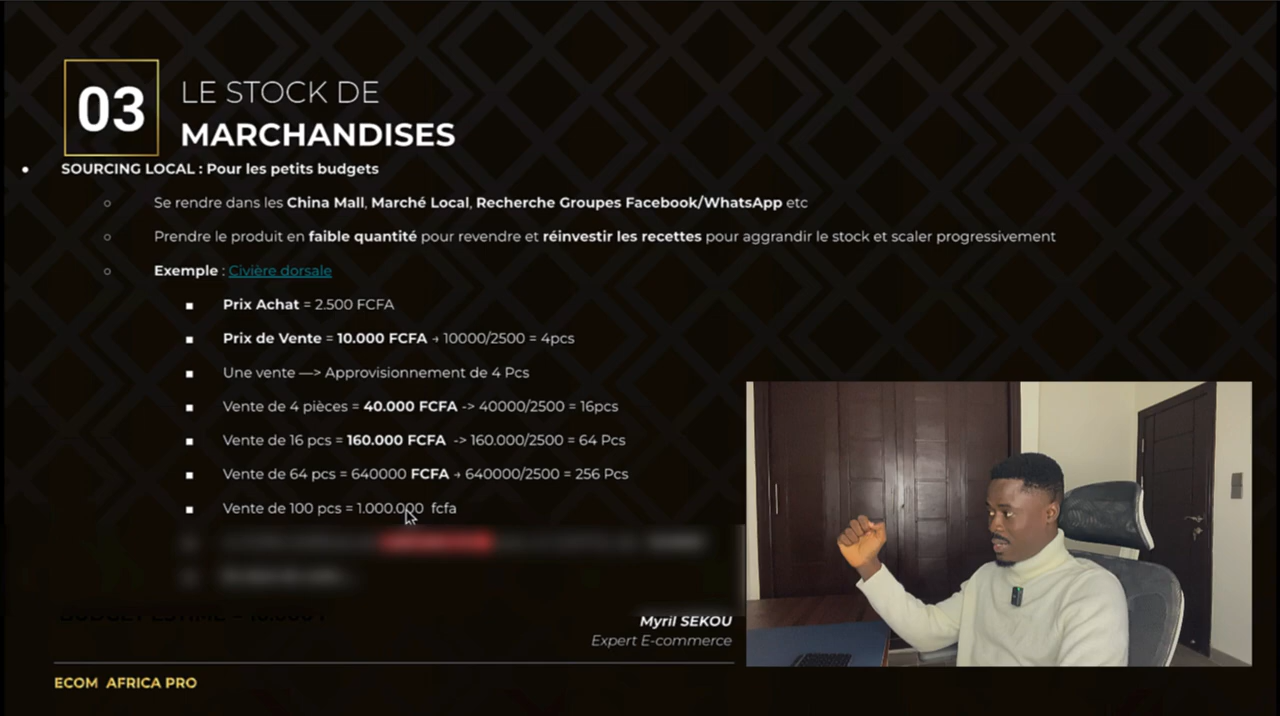 03
LE STOCK DE
MARCHANDISES
• SOURCING LOCAL : Pour les petits budgets
○ Se rendre dans les China Mall, Marché Local, Recherche Groupes Facebook/WhatsApp etc
○ Prendre le produit en faible quantité pour revendre et réinvestir les recettes pour aggrandir le stock et scaler progressivement
○ Exemple : Civière dorsale
■ Prix Achat = 2.500 FCFA
■ Prix de Vente = 10.000 FCFA → 10000/2500 = 4pcs
■ Une vente —> Approvisionnement de 4 Pcs
■ Vente de 4 pièces = 40.000 FCFA -> 40000/2500 = 16pcs
■ Vente de 16 pcs = 160.000 FCFA -> 160.000/2500 = 64 Pcs
■ Vente de 64 pcs = 640000 FCFA → 640000/2500 = 256 Pcs
■ Vente de 100 pcs = 1.000.000 fcfa
Myril SEKOU
Expert E-commerce
ECOM AFRICA PRO